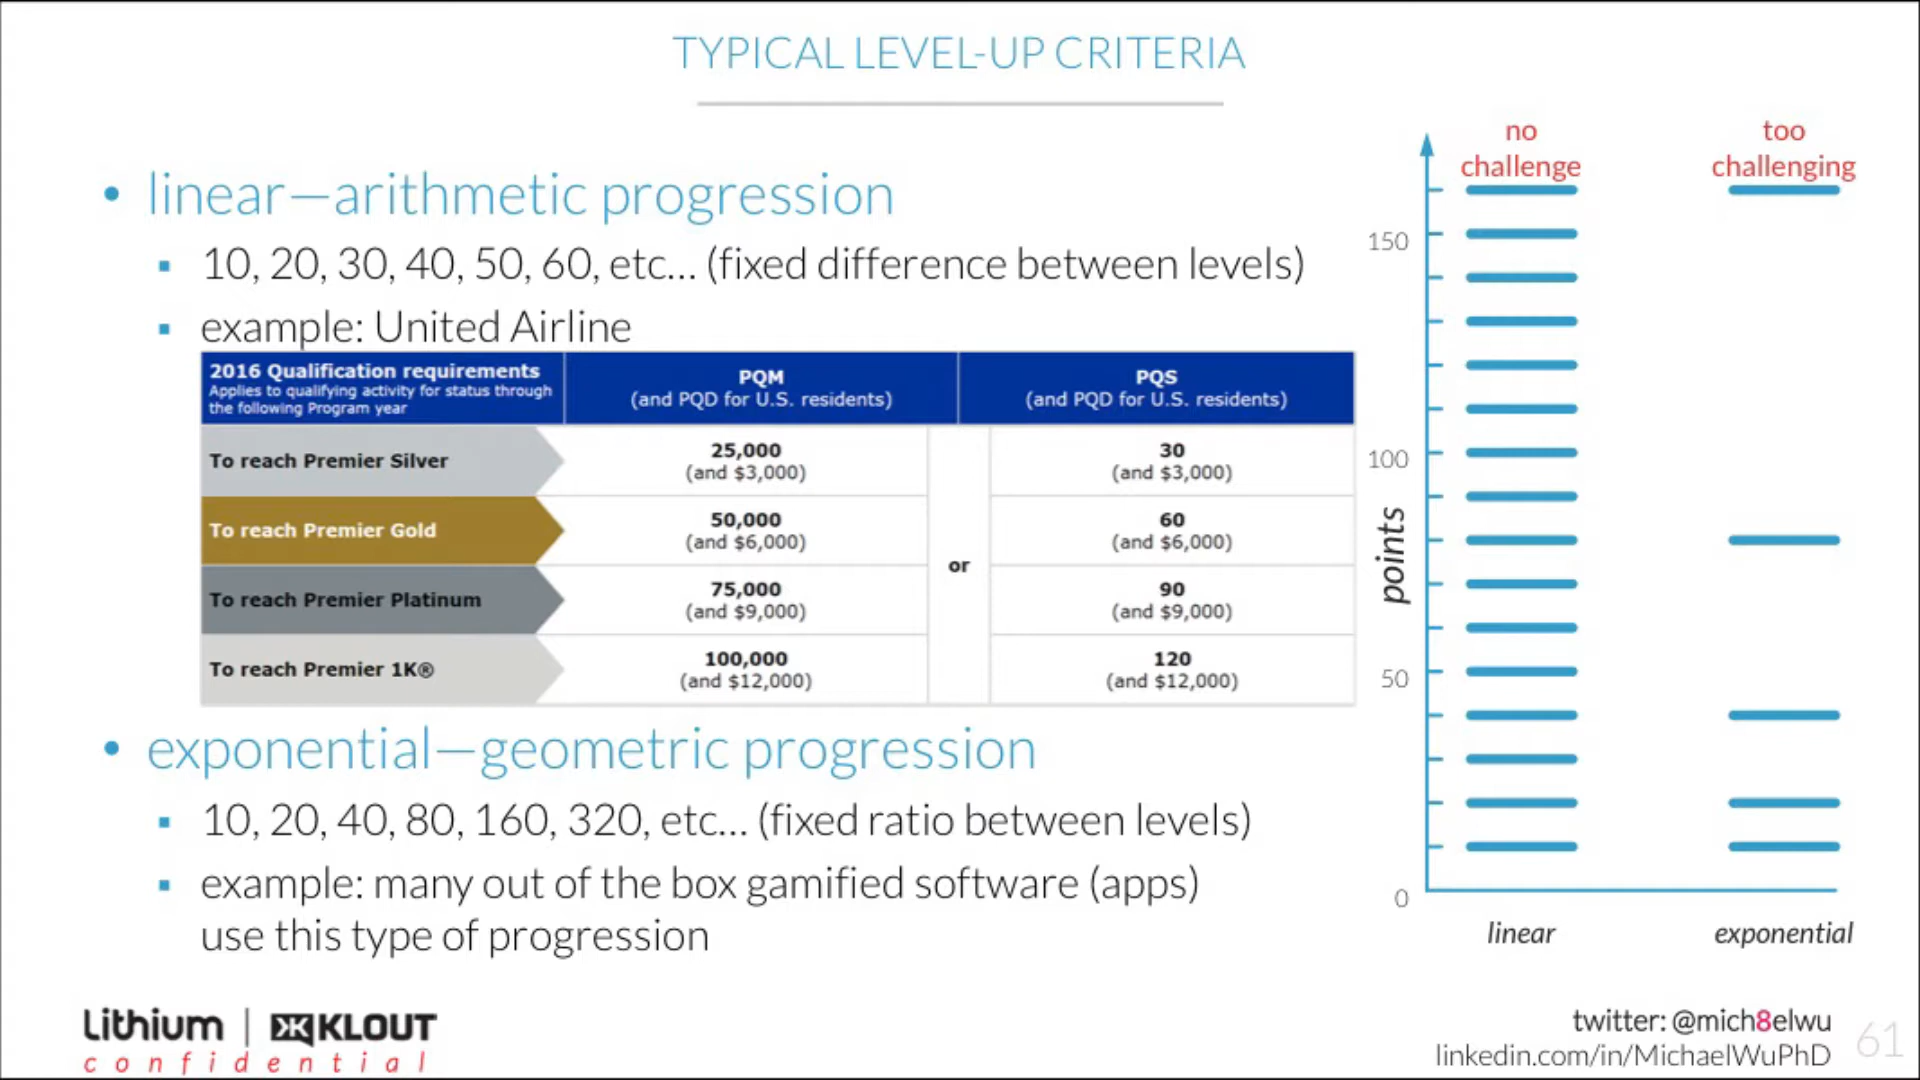 TYPICAL LEVEL-UP CRITERIA
• linear—arithmetic progression
▪ 10, 20, 30, 40, 50, 60, etc... (fixed difference between levels)
▪ example: United Airline
2016 Qualification requirements
Applies to qualifying activity for status through
the following Program year
PQM
(and PQD for U.S. residents)
PQS
(and PQD for U.S. residents)
To reach Premier Silver
25,000
(and $3,000)
30
(and $3,000)
To reach Premier Gold
50,000
(and $6,000)
60
(and $6,000)
or
To reach Premier Platinum
75,000
(and $9,000)
90
(and $9,000)
To reach Premier 1K®
100,000
(and $12,000)
120
(and $12,000)
• exponential—geometric progression
▪ 10, 20, 40, 80, 160, 320, etc... (fixed ratio between levels)
▪ example: many out of the box gamified software (apps)
use this type of progression
no
challenge
too
challenging
150
100
50
0
points
linear
exponential
Lithium | KLOUT
confidential
twitter: @mich8elwu
linkedin.com/in/MichaelWuPhD
61